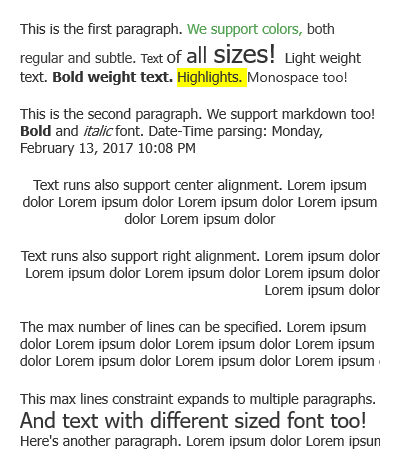 This is the first paragraph. We support colors, both
regular and subtle. Text of all sizes! Light weight
text. Bold weight text. Highlights. Monospace too!
This is the second paragraph. We support markdown too!
Bold and italic font. Date-Time parsing: Monday,
February 13, 2017 10:08 PM
Text runs also support center alignment. Lorem ipsum
dolor Lorem ipsum dolor Lorem ipsum dolor Lorem ipsum
dolor Lorem ipsum dolor
Text runs also support right alignment. Lorem ipsum dolor
Lorem ipsum dolor Lorem ipsum dolor Lorem ipsum dolor
Lorem ipsum dolor
The max number of lines can be specified. Lorem ipsum
dolor Lorem ipsum dolor Lorem ipsum dolor Lorem ipsum
dolor Lorem ipsum dolor Lorem ipsum dolor Lorem ipsum
This max lines constraint expands to multiple paragraphs.
And text with different sized font too!
Here's another paragraph. Lorem ipsum dolor Lorem ipsum